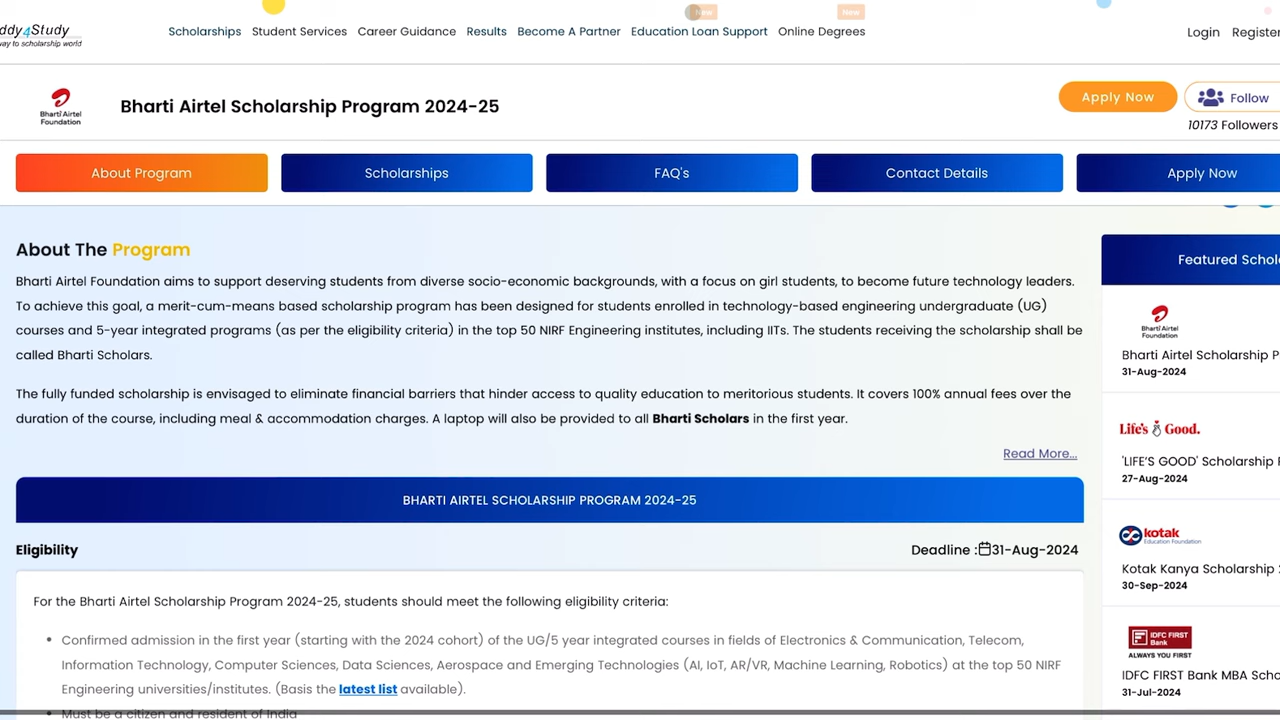 ddy4Study
way to scholarship world
Scholarships Student Services Career Guidance Results Become A Partner Education Loan Support Online Degrees
New
New
Login Register
Bharti Airtel
Foundation
Bharti Airtel Scholarship Program 2024-25
Apply Now
Follow
10173 Followers
About Program
Scholarships
FAQ's
Contact Details
Apply Now
About The Program
Bharti Airtel Foundation aims to support deserving students from diverse socio-economic backgrounds, with a focus on girl students, to become future technology leaders.
To achieve this goal, a merit-cum-means based scholarship program has been designed for students enrolled in technology-based engineering undergraduate (UG)
courses and 5-year integrated programs (as per the eligibility criteria) in the top 50 NIRF Engineering institutes, including IITs. The students receiving the scholarship shall be
called Bharti Scholars.
The fully funded scholarship is envisaged to eliminate financial barriers that hinder access to quality education to meritorious students. It covers 100% annual fees over the
duration of the course, including meal & accommodation charges. A laptop will also be provided to all Bharti Scholars in the first year.
Read More...
BHARTI AIRTEL SCHOLARSHIP PROGRAM 2024-25
Eligibility
Deadline :31-Aug-2024
For the Bharti Airtel Scholarship Program 2024-25, students should meet the following eligibility criteria:
• Confirmed admission in the first year (starting with the 2024 cohort) of the UG/5 year integrated courses in fields of Electronics & Communication, Telecom,
Information Technology, Computer Sciences, Data Sciences, Aerospace and Emerging Technologies (AI, IoT, AR/VR, Machine Learning, Robotics) at the top 50 NIRF
Engineering universities/institutes. (Basis the latest list available).
• Must be a citizen and resident of India
Featured Schol
Bharti Airtel
Foundation
Bharti Airtel Scholarship P
31-Aug-2024
Life's Good.
'LIFE'S GOOD' Scholarship P
27-Aug-2024
kotak
Education Foundation
Kotak Kanya Scholarship 2
30-Sep-2024
IDFC FIRST
Bank
ALWAYS YOU FIRST
IDFC FIRST Bank MBA Scho
31-Jul-2024